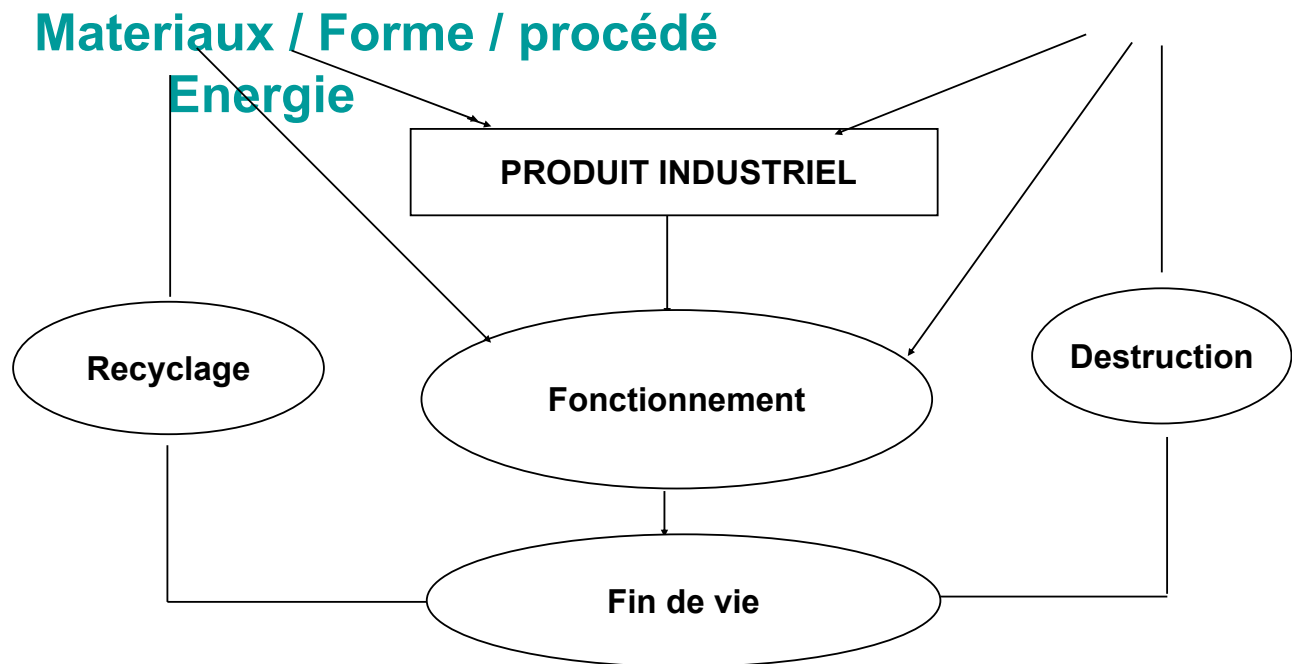 Materiaux / Forme / procédé
Energie
PRODUIT INDUSTRIEL
Recyclage
Fonctionnement
Destruction
Fin de vie